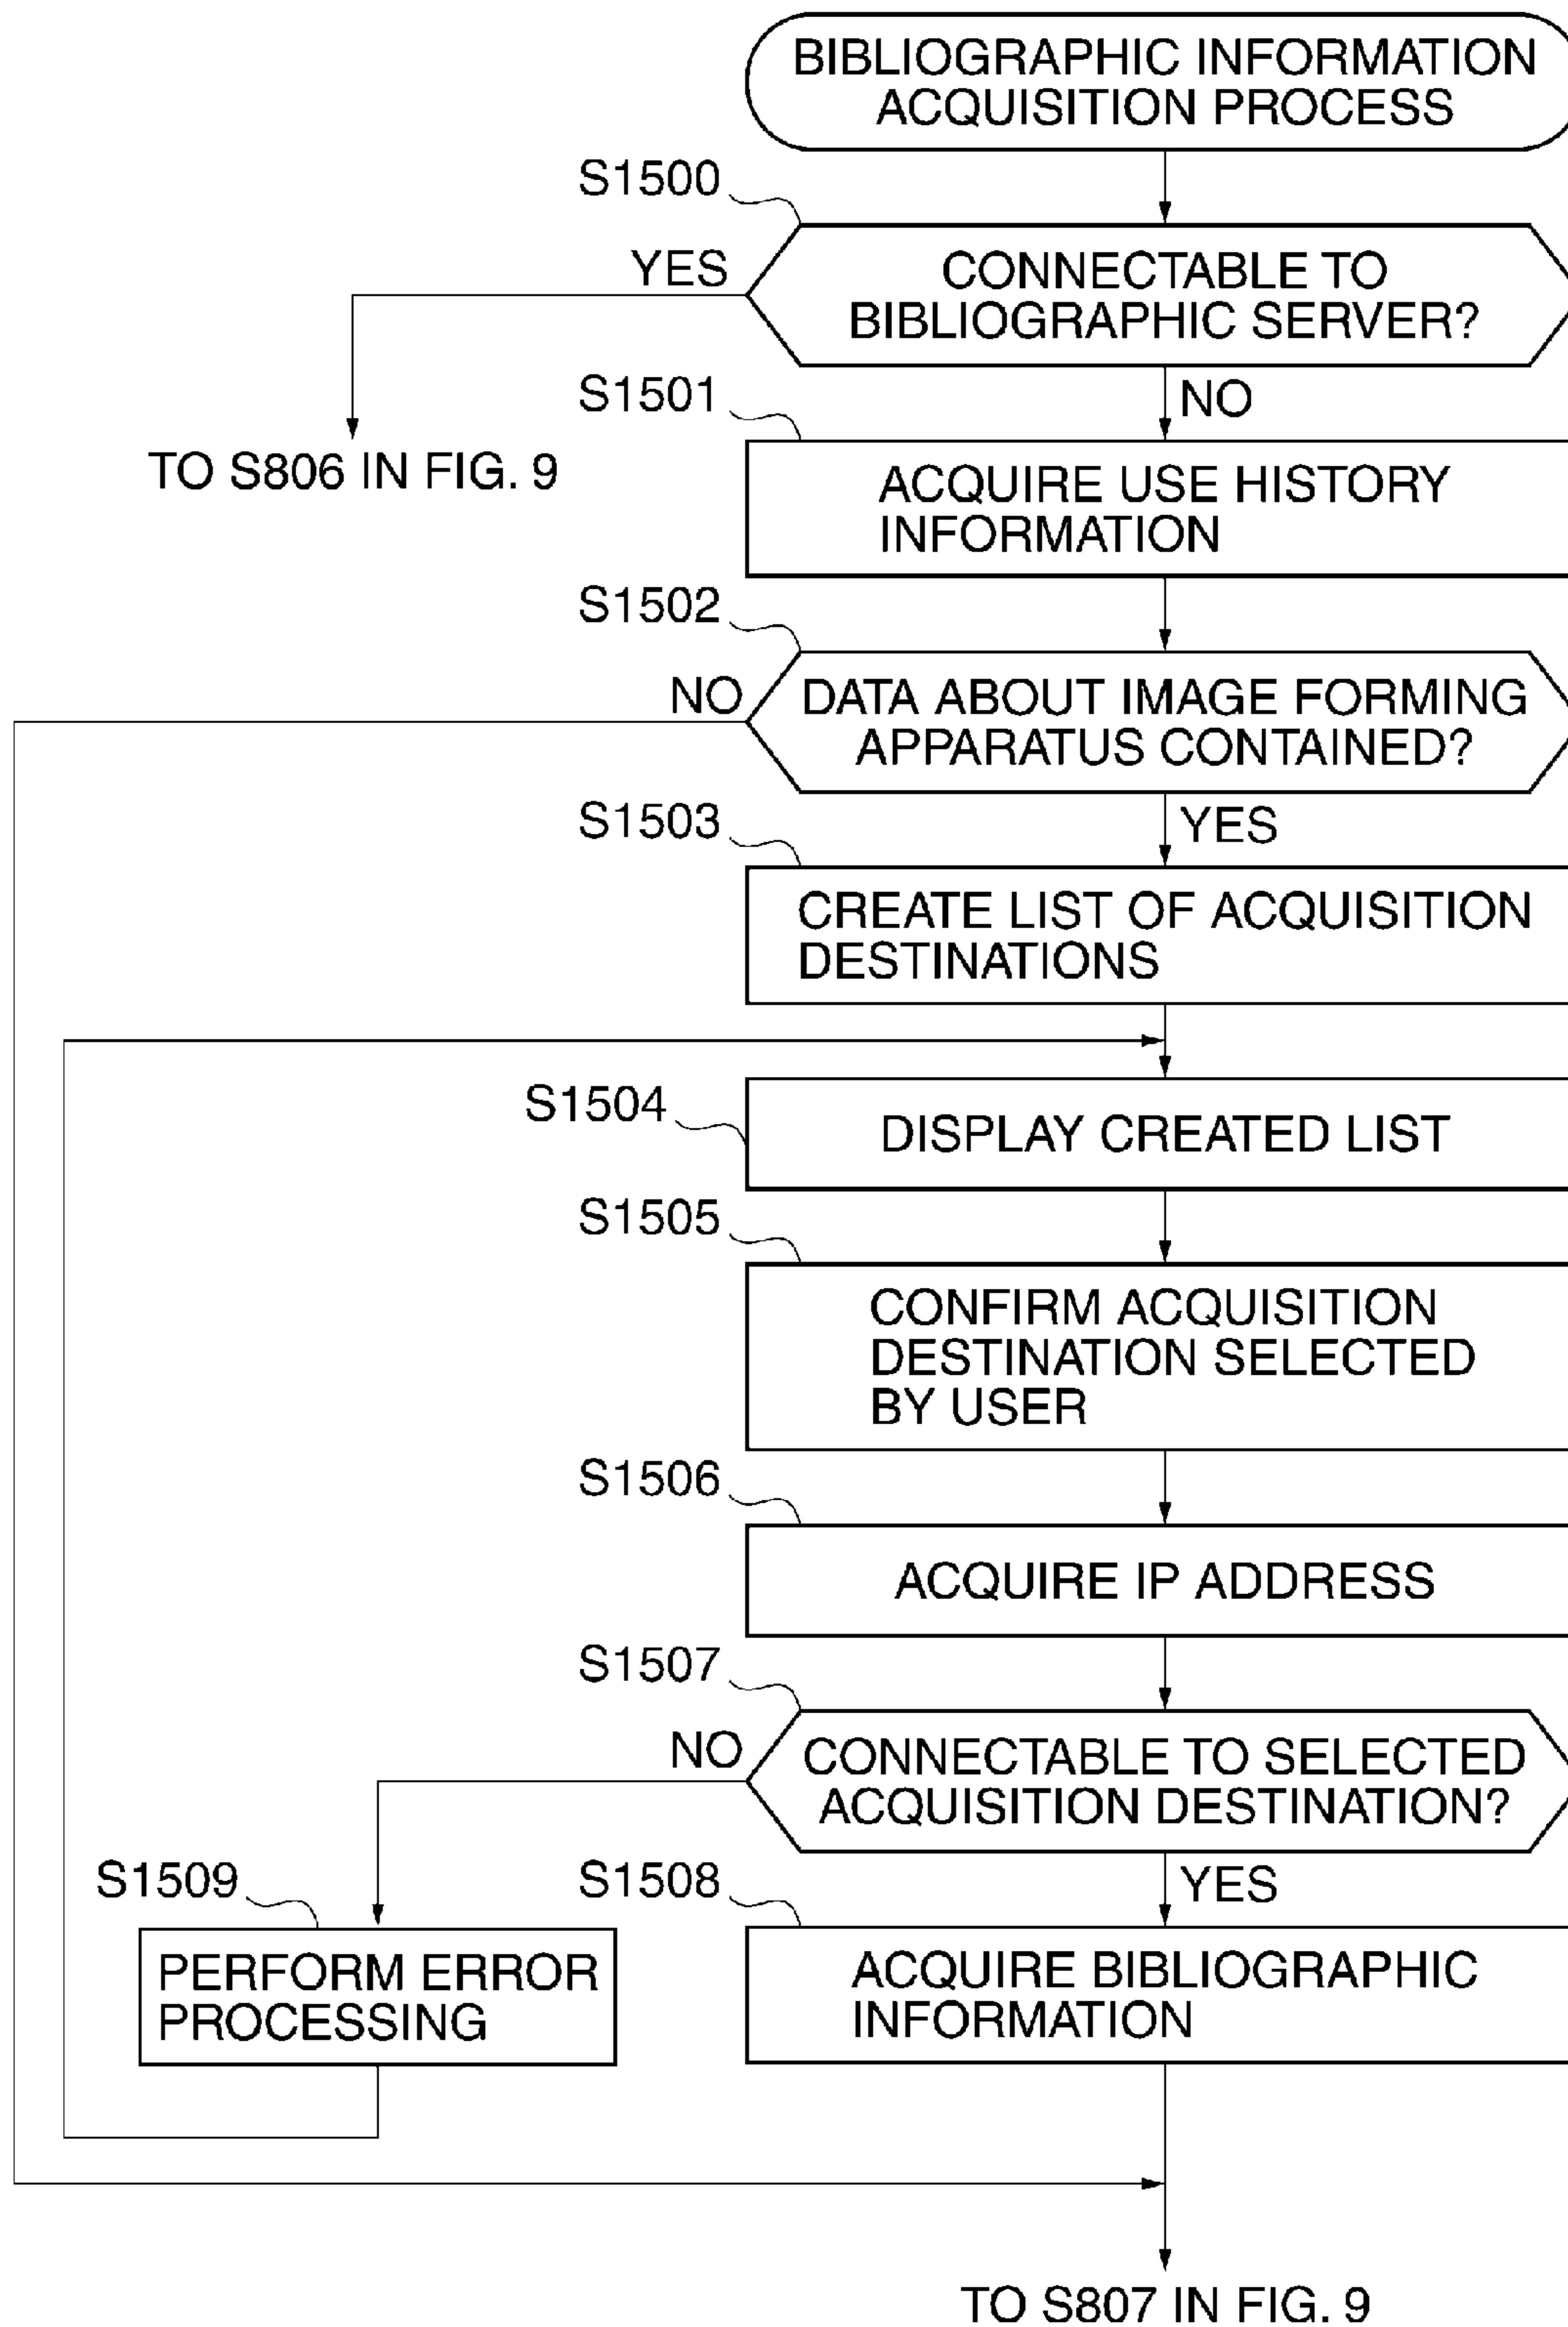 BIBLIOGRAPHIC INFORMATION
ACQUISITION PROCESS
S1500
YES
CONNECTABLE TO
BIBLIOGRAPHIC SERVER?
S1501
NO
TO S806 IN FIG. 9
ACQUIRE USE HISTORY
INFORMATION
S1502
NO
DATA ABOUT IMAGE FORMING
APPARATUS CONTAINED?
S1503
YES
CREATE LIST OF ACQUISITION
DESTINATIONS
S1504
DISPLAY CREATED LIST
S1505
CONFIRM ACQUISITION
DESTINATION SELECTED
BY USER
S1506
ACQUIRE IP ADDRESS
S1507
NO
CONNECTABLE TO SELECTED
ACQUISITION DESTINATION?
S1509
S1508
YES
PERFORM ERROR
PROCESSING
ACQUIRE BIBLIOGRAPHIC
INFORMATION
TO S807 IN FIG. 9